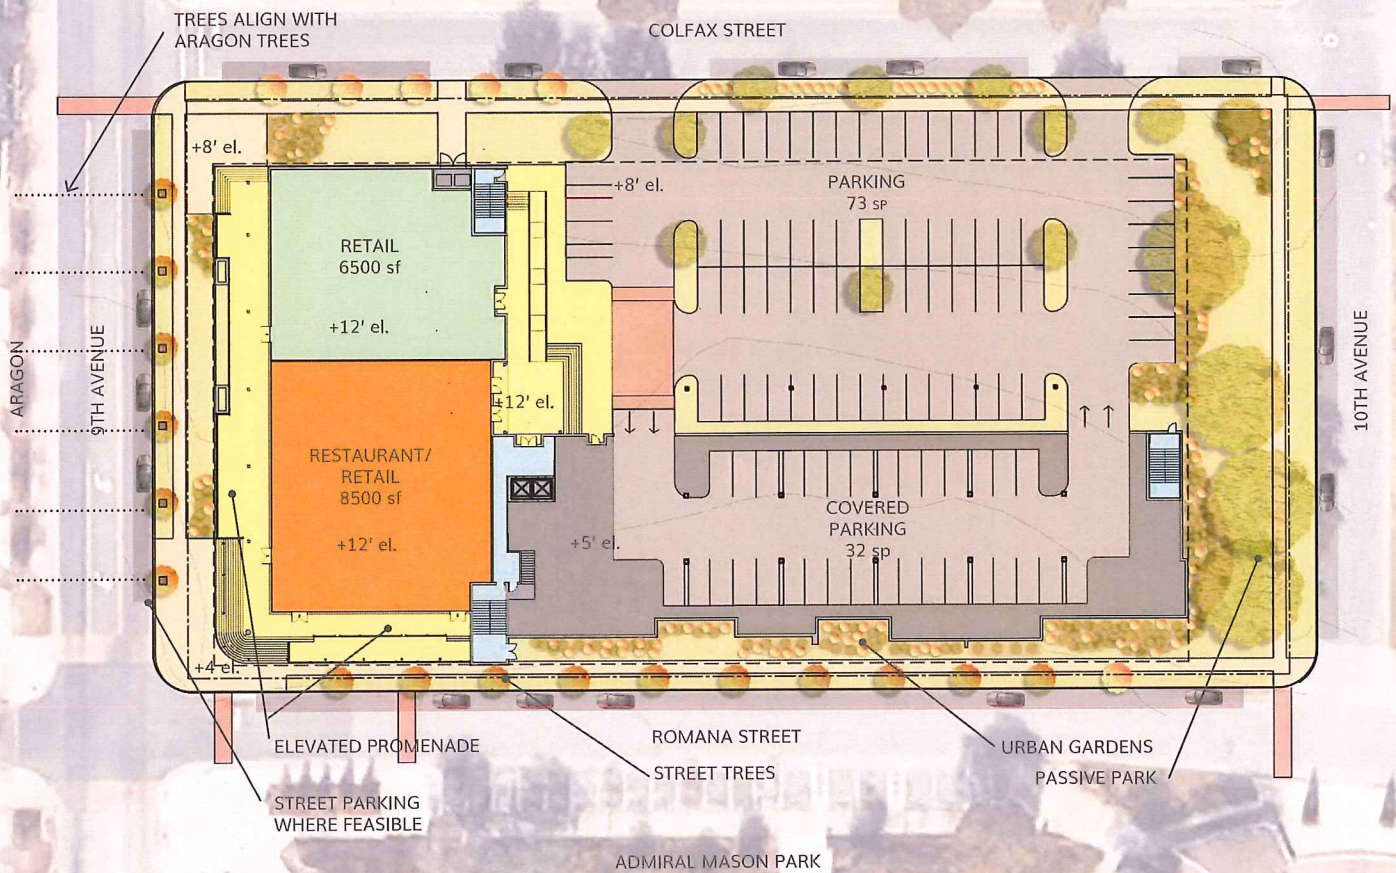 TREES ALIGN WITH
ARAGON TREES
COLFAX STREET
+8' el.
PARKING
73 SP
+8' el.
RETAIL
6500 sf
+12' el.
ARAGON
9TH AVENUE
10TH AVENUE
+12' el.
RESTAURANT/
RETAIL
8500 sf
+12' el.
COVERED
PARKING
32 sp
+5' el.
+4' el.
ELEVATED PROMENADE
ROMANA STREET
URBAN GARDENS
STREET TREES
PASSIVE PARK
STREET PARKING
WHERE FEASIBLE
ADMIRAL MASON PARK